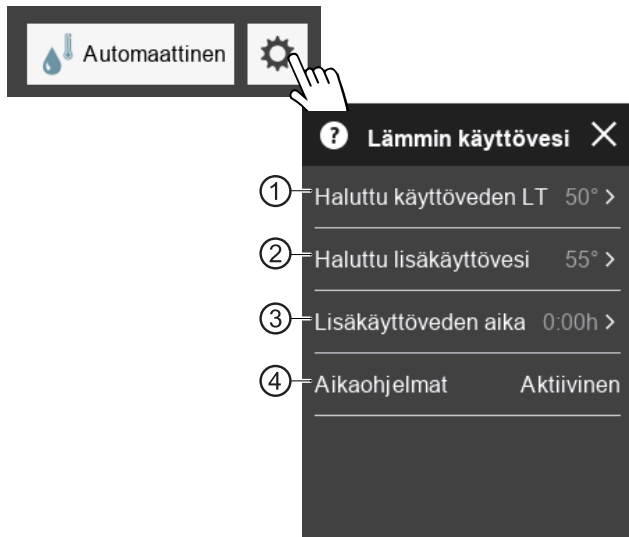 Automaattinen
? Lämmin käyttövesi
1 Haluttu käyttöveden LT 50° >
2 Haluttu lisäkäyttövesi 55° >
3 Lisäkäyttöveden aika 0:00h >
4 Aikaohjelmat Aktiivinen